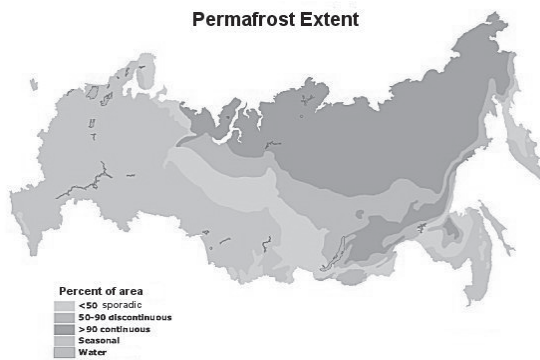 Permafrost Extent
Percent of area
<50 sporadic
50-90 discontinuous
>90 continuous
Seasonal
Water